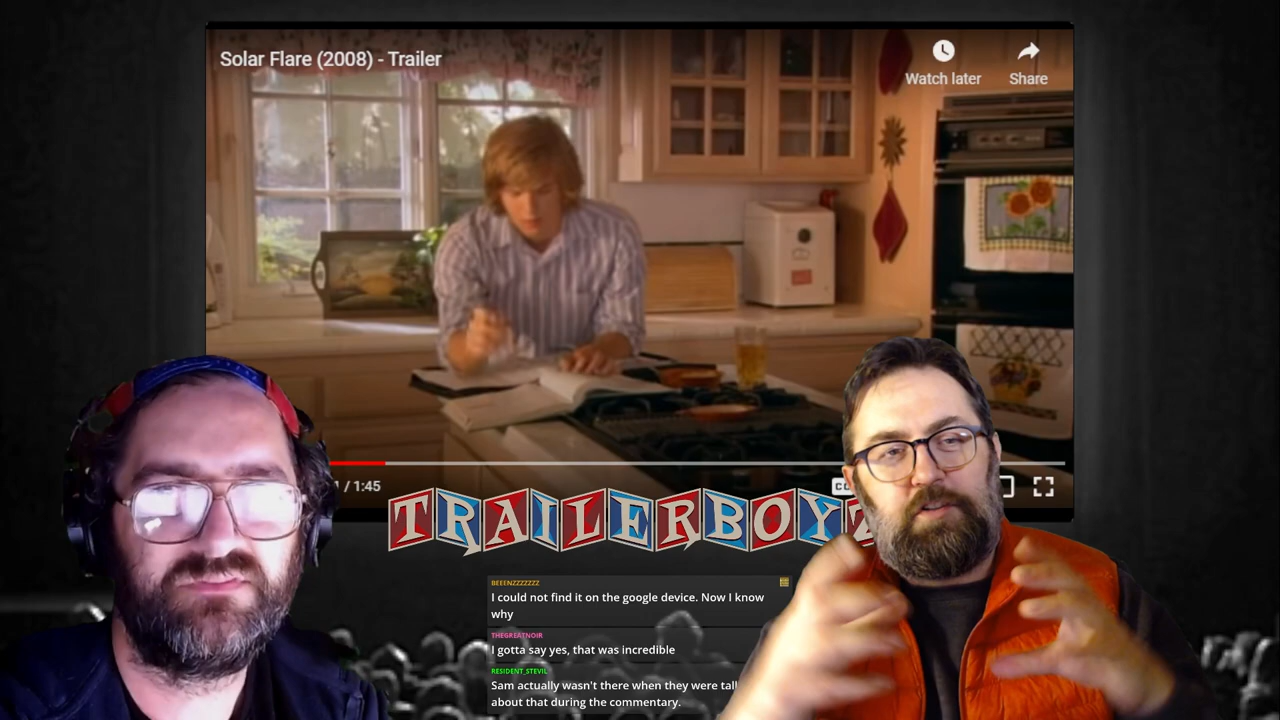 Solar Flare (2008) - Trailer
Watch later
Share
/ 1:45
CC
TRAILERBOYZ
BEEENZZZZZZZ
I could not find it on the google device. Now I know
why
THEGREATNOIR
I gotta say yes, that was incredible
RESIDENT_STEVIL
Sam actually wasn't there when they were tal
about that during the commentary.